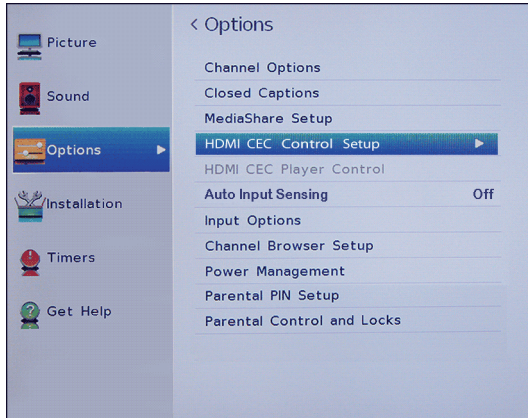 Picture
Sound
Options
Installation
Timers
Get Help
< Options
Channel Options
Closed Captions
MediaShare Setup
HDMI CEC Control Setup
HDMI CEC Player Control
Auto Input Sensing Off
Input Options
Channel Browser Setup
Power Management
Parental PIN Setup
Parental Control and Locks